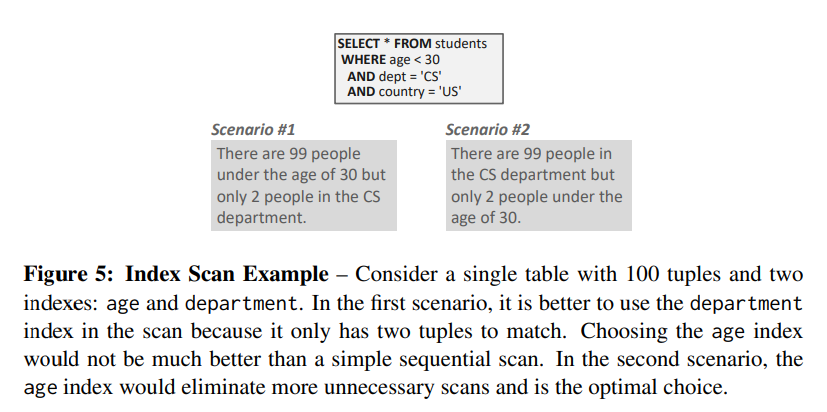 SELECT * FROM students
WHERE age < 30
AND dept = 'CS'
AND country = 'US'
Scenario #1
There are 99 people
under the age of 30 but
only 2 people in the CS
department.
Scenario #2
There are 99 people in
the CS department but
only 2 people under the
age of 30.
Figure 5: Index Scan Example – Consider a single table with 100 tuples and two
indexes: age and department. In the first scenario, it is better to use the department
index in the scan because it only has two tuples to match. Choosing the age index
would not be much better than a simple sequential scan. In the second scenario, the
age index would eliminate more unnecessary scans and is the optimal choice.